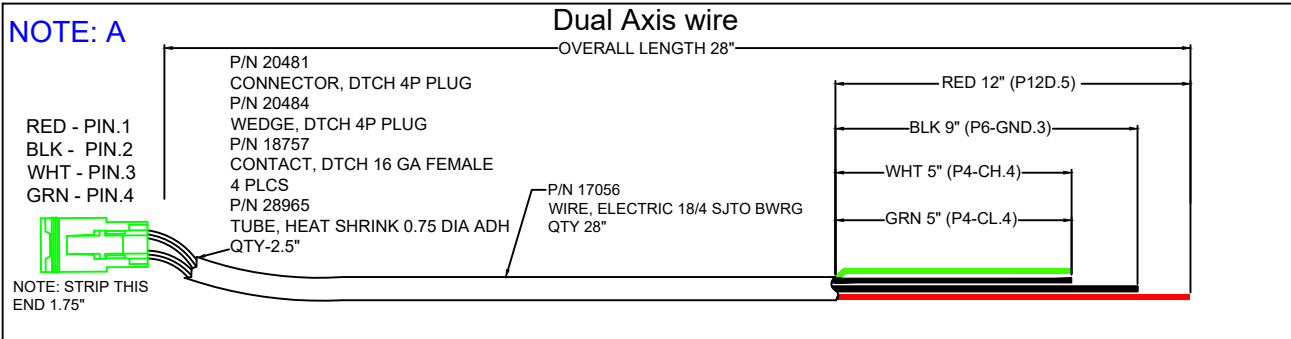 Dual Axis wire
NOTE: A
OVERALL LENGTH 28"
P/N 20481
CONNECTOR, DTCH 4P PLUG
P/N 20484
WEDGE, DTCH 4P PLUG
P/N 18757
CONTACT, DTCH 16 GA FEMALE
4 PLCS
P/N 28965
TUBE, HEAT SHRINK 0.75 DIA ADH
QTY-2.5"
RED - PIN.1
BLK - PIN.2
WHT - PIN.3
GRN - PIN.4
NOTE: STRIP THIS
END 1.75"
P/N 17056
WIRE, ELECTRIC 18/4 SJTO BWRG
QTY 28"
RED 12" (P12D.5)
BLK 9" (P6-GND.3)
WHT 5" (P4-CH.4)
GRN 5" (P4-CL.4)